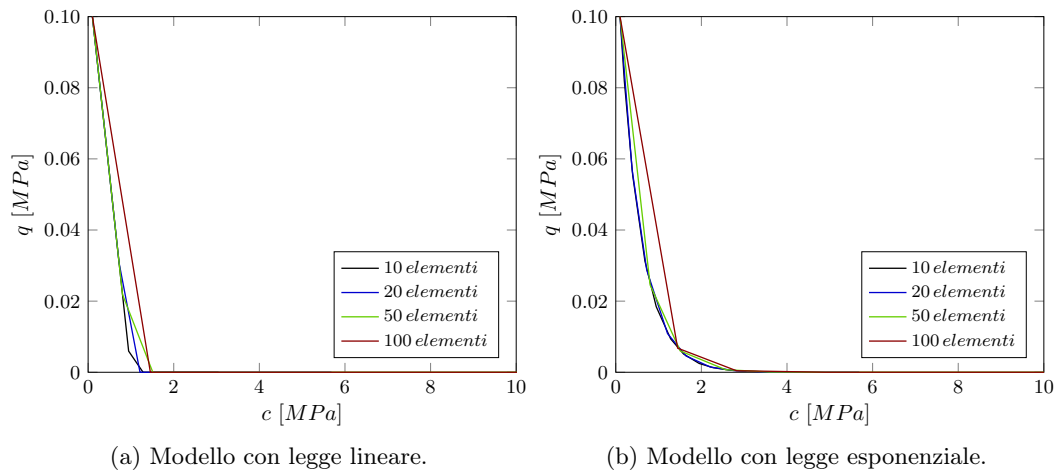 0.10
0.08
0.06
0.04
0.02
0
q [MPa]
0 2 4 6 8 10
c [MPa]
10 elementi
20 elementi
50 elementi
100 elementi
(a) Modello con legge lineare.
0.10
0.08
0.06
0.04
0.02
0
q [MPa]
0 2 4 6 8 10
c [MPa]
10 elementi
20 elementi
50 elementi
100 elementi
(b) Modello con legge esponenziale.